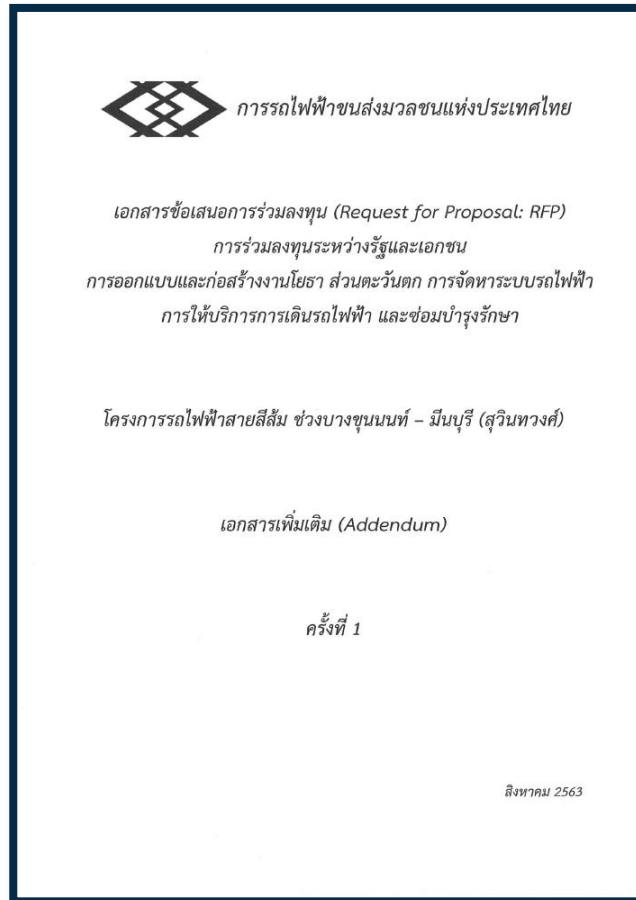 การรถไฟฟ้าขนส่งมวลชนแห่งประเทศไทย
เอกสารข้อเสนอการร่วมลงทุน (Request for Proposal: RFP)
การร่วมลงทุนระหว่างรัฐและเอกชน
การออกแบบและก่อสร้างงานโยธา ส่วนตะวันตก การจัดหาระบบรถไฟฟ้า
การให้บริการการเดินรถไฟฟ้า และซ่อมบำรุงรักษา
โครงการรถไฟฟ้าสายสีส้ม ช่วงบางขุนนนท์ – มีนบุรี (สุวินทวงศ์)
เอกสารเพิ่มเติม (Addendum)
ครั้งที่ 1
สิงหาคม 2563